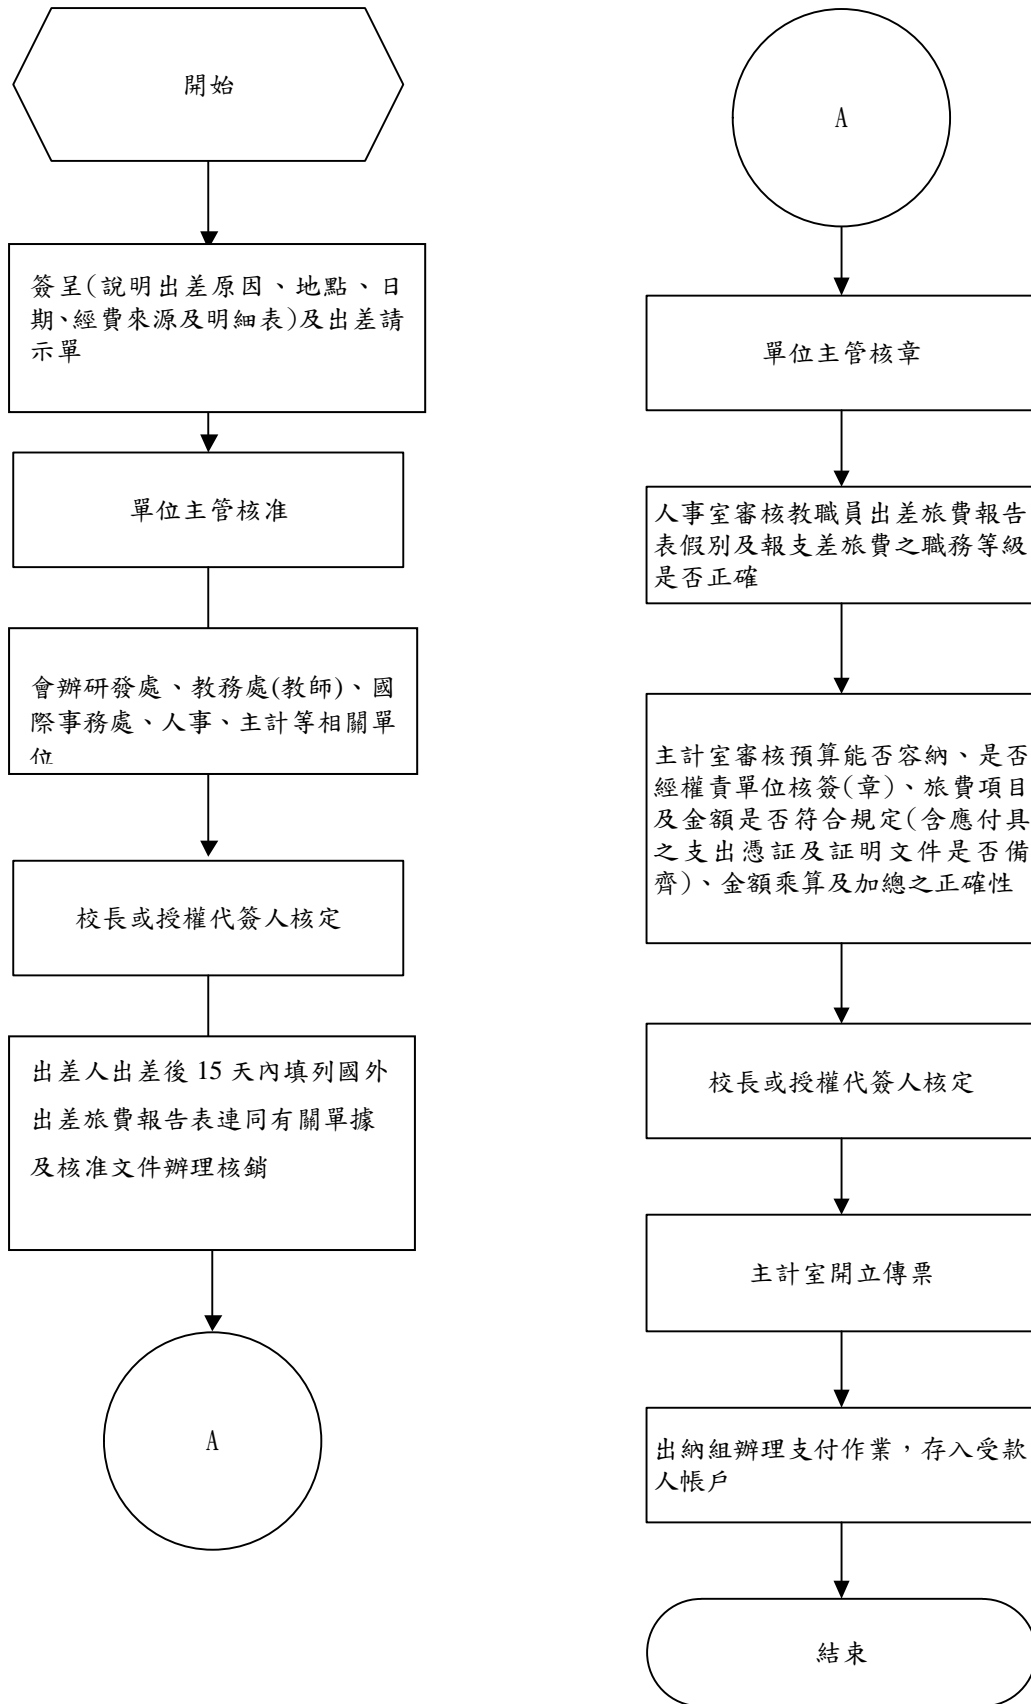 開始
簽呈(說明出差原因、地點、日
期、經費來源及明細表)及出差請
示單
單位主管核准
會辦研發處、教務處(教師)、國
際事務處、人事、主計等相關單
位
校長或授權代簽人核定
出差人出差後 15 天內填列國外
出差旅費報告表連同有關單據
及核准文件辦理核銷
A
A
單位主管核章
人事室審核教職員出差旅費報告
表假別及報支差旅費之職務等級
是否正確
主計室審核預算能否容納、是否
經權責單位核簽(章)、旅費項目
及金額是否符合規定(含應付具
之支出憑証及証明文件是否備
齊)、金額乘算及加總之正確性
校長或授權代簽人核定
主計室開立傳票
出納組辦理支付作業，存入受款
人帳戶
結束